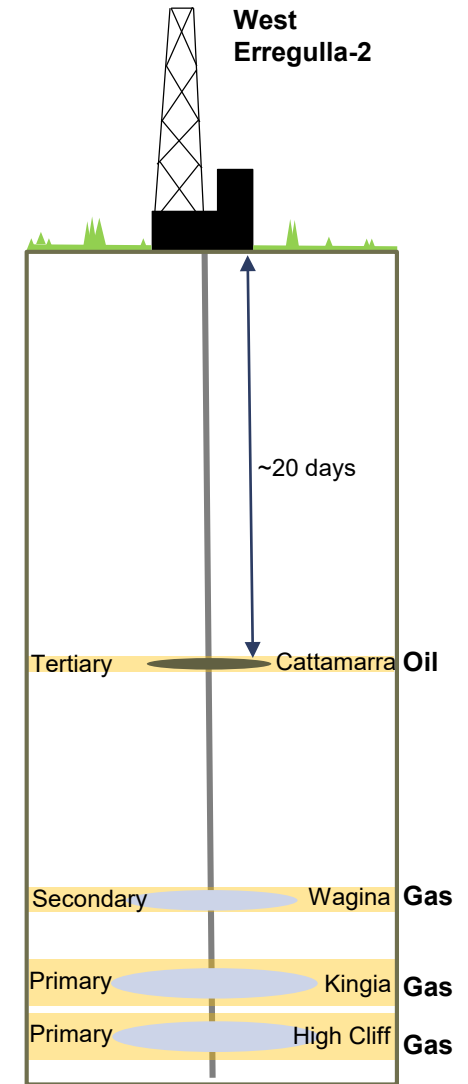 West
Erregulla-2
~20 days
Tertiary Cattamarra Oil
Secondary Wagina Gas
Primary Kingia Gas
Primary High Cliff Gas